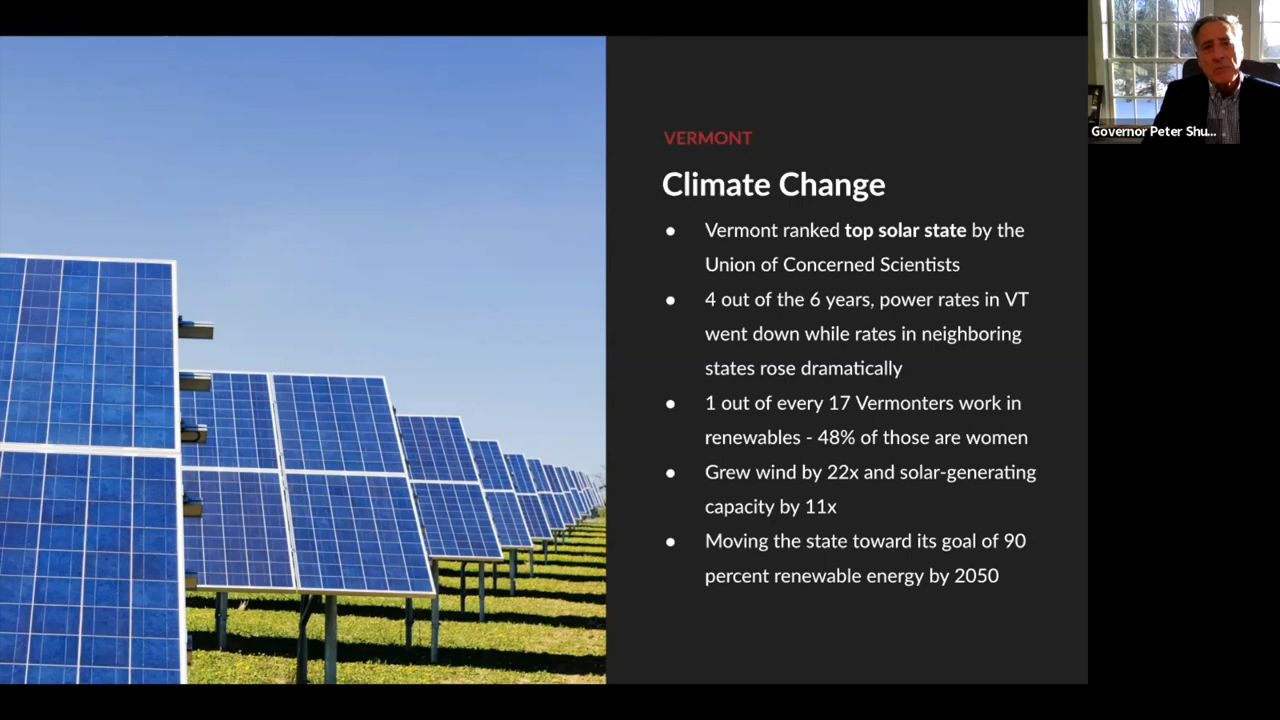 VERMONT
Climate Change
● Vermont ranked top solar state by the
Union of Concerned Scientists
● 4 out of the 6 years, power rates in VT
went down while rates in neighboring
states rose dramatically
● 1 out of every 17 Vermonters work in
renewables - 48% of those are women
● Grew wind by 22x and solar-generating
capacity by 11x
● Moving the state toward its goal of 90
percent renewable energy by 2050
Governor Peter Shu...